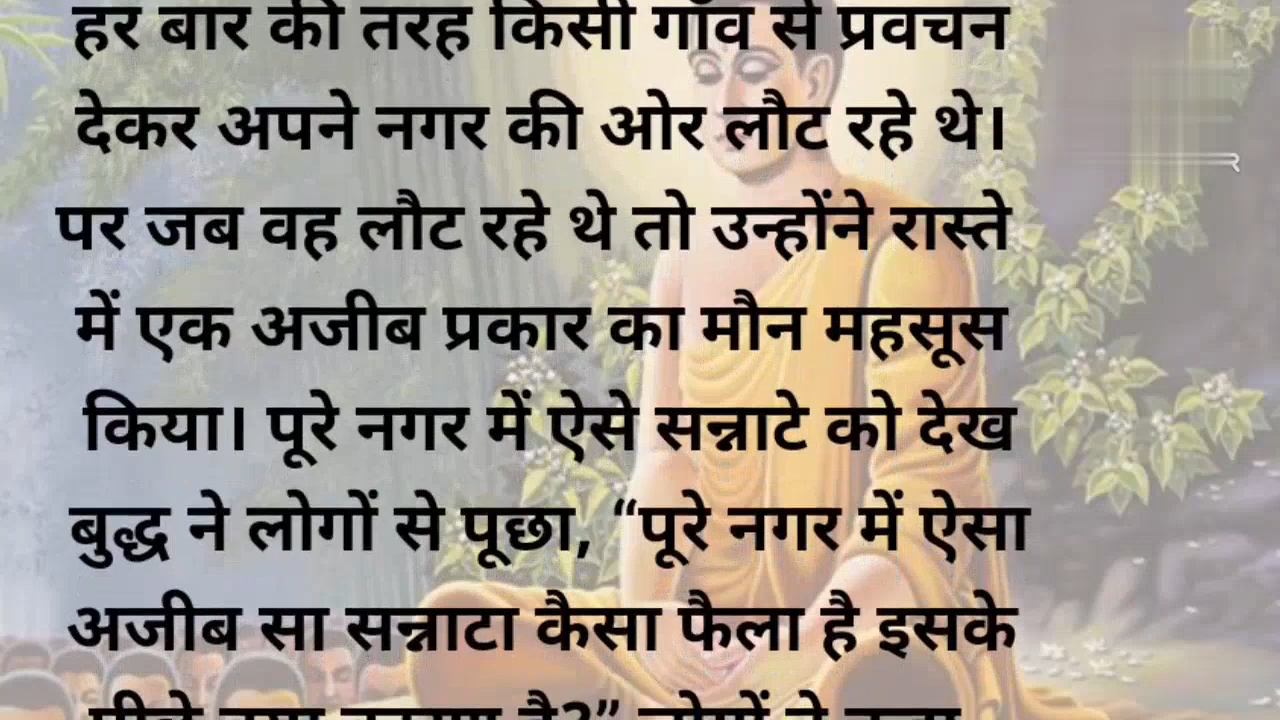 हर बार की तरह किसी गाँव से प्रवचन
देकर अपने नगर की ओर लौट रहे थे।
पर जब वह लौट रहे थे तो उन्होंने रास्ते
में एक अजीब प्रकार का मौन महसूस
किया। पूरे नगर में ऐसे सन्नाटे को देख
बुद्ध ने लोगों से पूछा, “पूरे नगर में ऐसा
अजीब सा सन्नाटा कैसा फैला है इसके